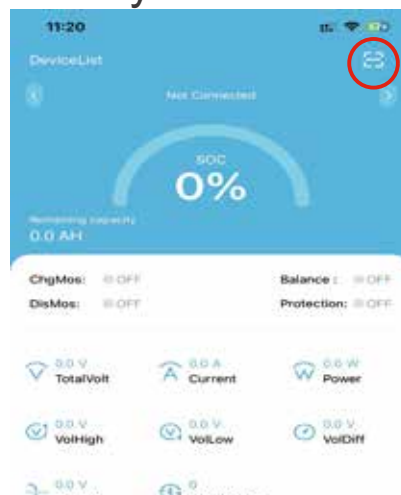 11:20
DeviceList
Not Connected
SOC
0%
Remaining capacity
0.0 AH
ChgMos: OFF
Balance : OFF
DisMos: OFF
Protection: OFF
0.0 V
TotalVolt
0.0 A
Current
0.0 W
Power
0.0 V
VolHigh
0.0 V
VolLow
0.0 V
VolDiff
0.0 V
0